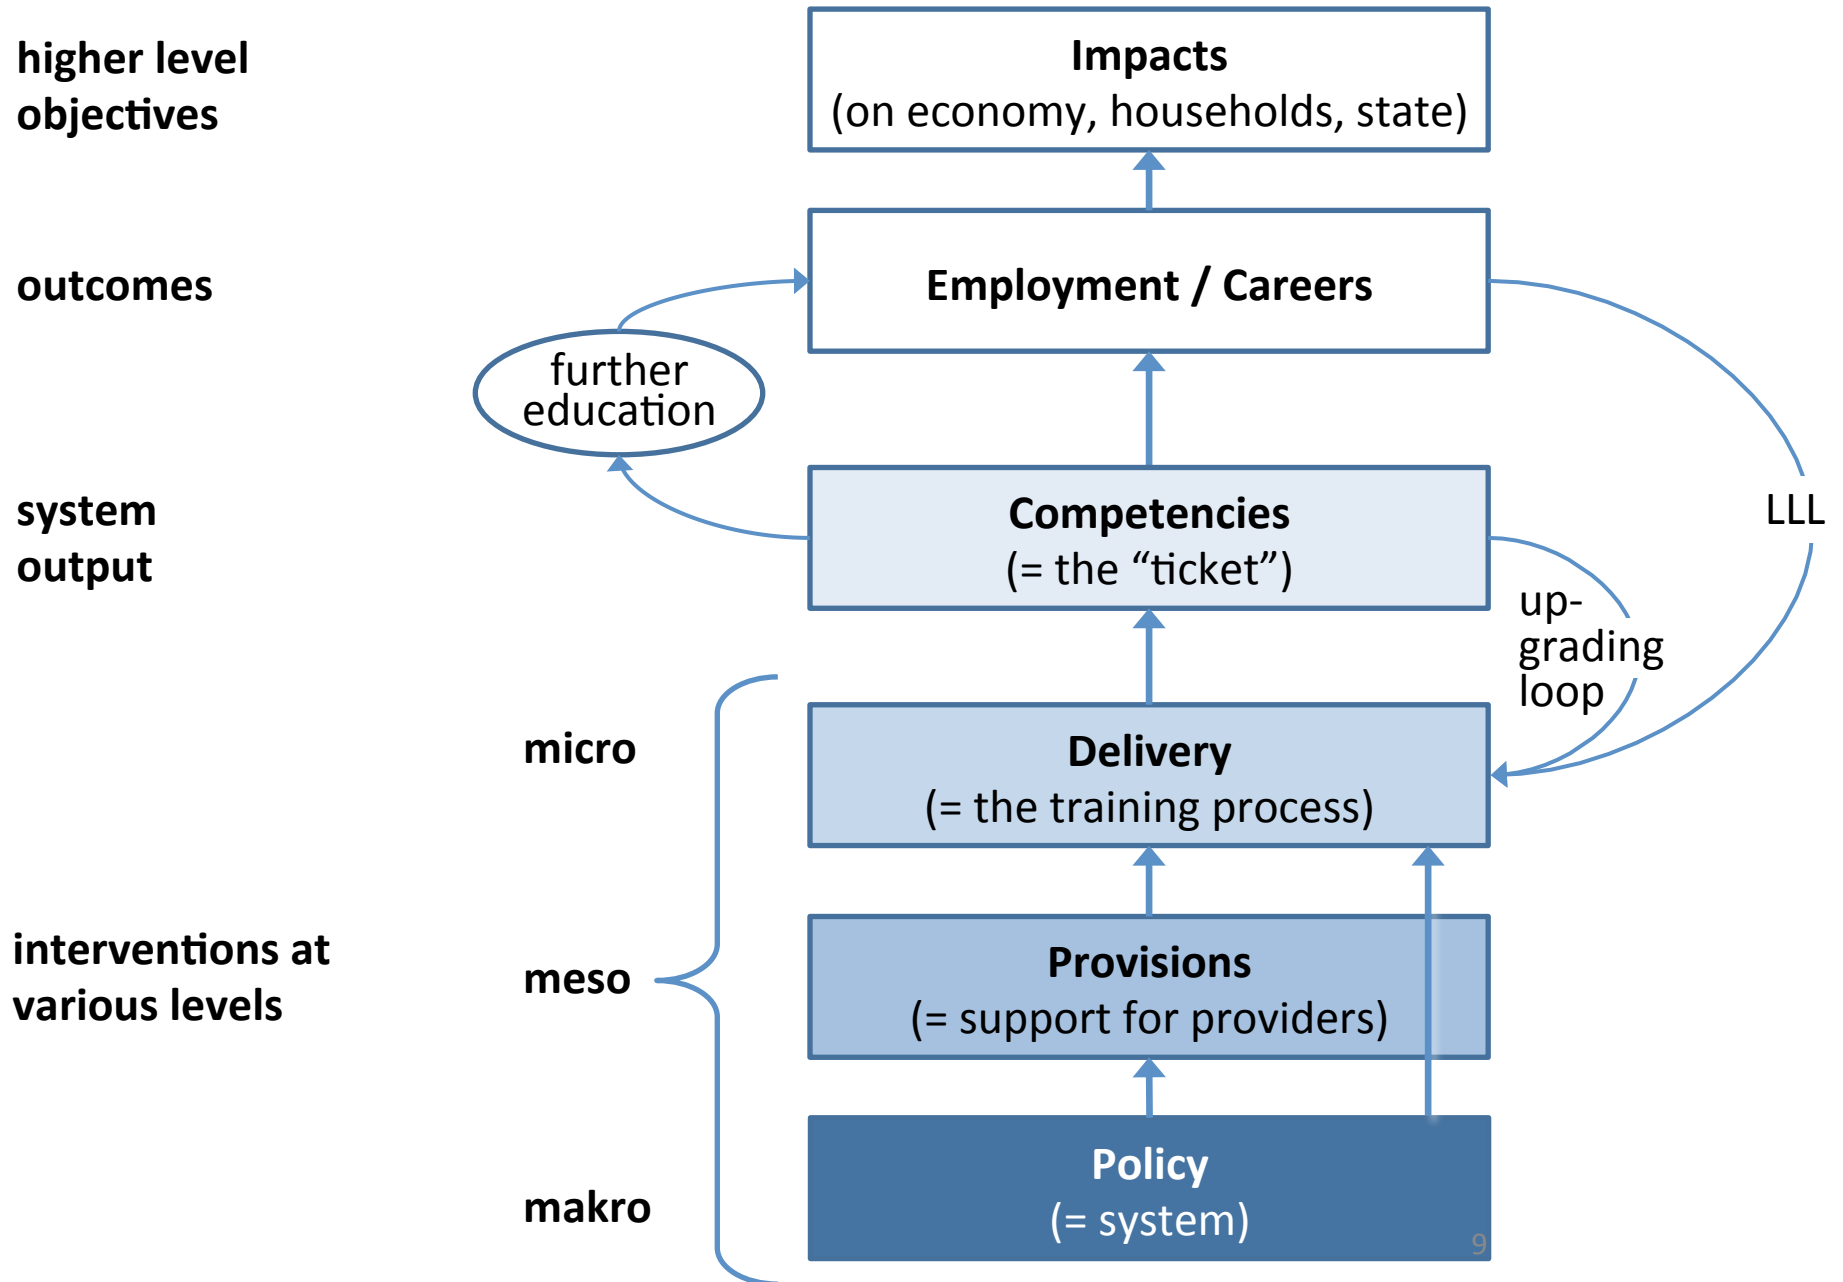 higher level
objectives
Impacts
(on economy, households, state)
outcomes
Employment / Careers
further
education
system
output
Competencies
(= the “ticket”)
LLL
up-
grading
loop
micro
Delivery
(= the training process)
interventions at
various levels
meso
Provisions
(= support for providers)
makro
Policy
(= system)
9